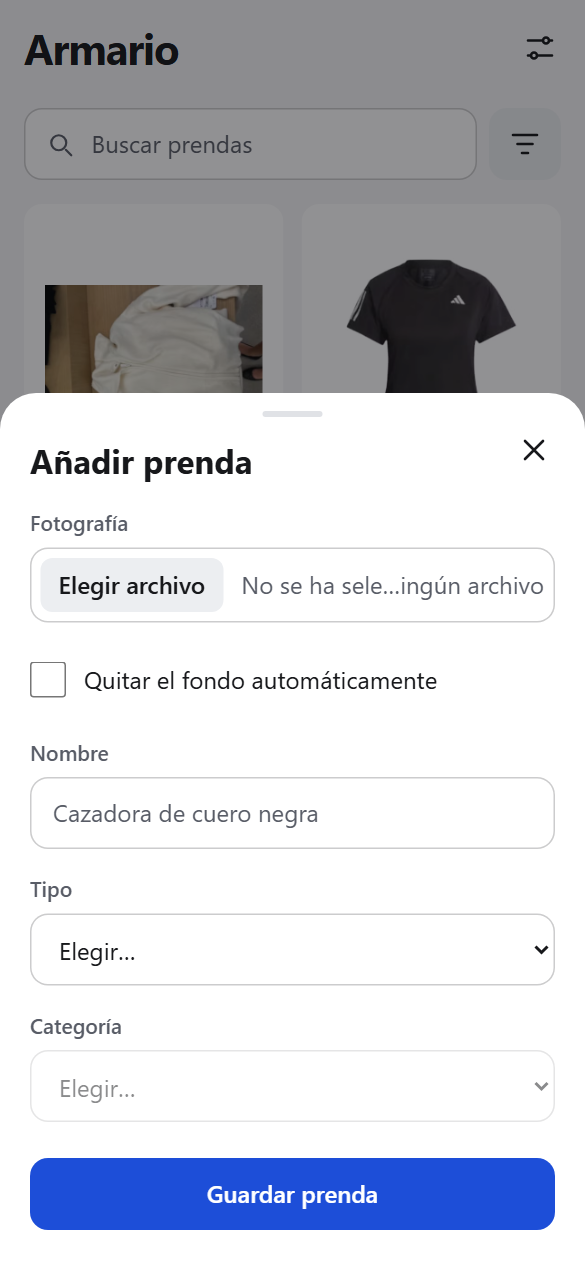 Armario
Buscar prendas
Añadir prenda
Fotografía
Elegir archivo No se ha sele...ingún archivo
Quitar el fondo automáticamente
Nombre
Cazadora de cuero negra
Tipo
Elegir...
Categoría
Elegir...
Guardar prenda